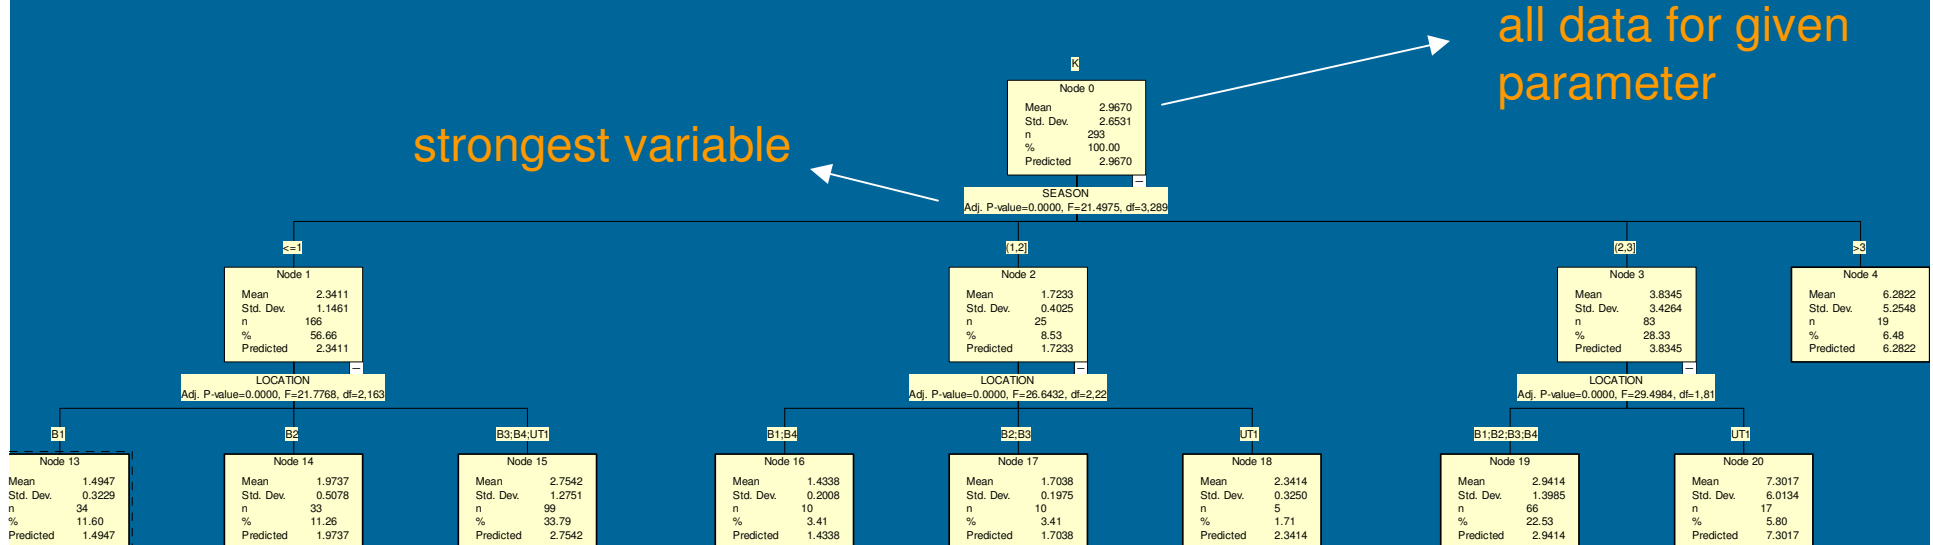 all data for given
parameter
strongest variable
K
Node 0
Mean 2.9670
Std. Dev. 2.6531
n 293
% 100.00
Predicted 2.9670
SEASON
Adj. P-value=0.0000, F=21.4975, df=3,289
<=1
(1,2]
(2,3]
>3
Node 1
Mean 2.3411
Std. Dev. 1.1461
n 166
% 56.66
Predicted 2.3411
Node 2
Mean 1.7233
Std. Dev. 0.4025
n 25
% 8.53
Predicted 1.7233
Node 3
Mean 3.8345
Std. Dev. 3.4264
n 83
% 28.33
Predicted 3.8345
Node 4
Mean 6.2822
Std. Dev. 5.2548
n 19
% 6.48
Predicted 6.2822
LOCATION
Adj. P-value=0.0000, F=21.7768, df=2,163
LOCATION
Adj. P-value=0.0000, F=26.6432, df=2,22
LOCATION
Adj. P-value=0.0000, F=29.4984, df=1,81
B1
B2
B3;B4;UT1
B1;B4
B2;B3
UT1
B1;B2;B3;B4
UT1
Node 13
Mean 1.4947
Std. Dev. 0.3229
n 34
% 11.60
Predicted 1.4947
Node 14
Mean 1.9737
Std. Dev. 0.5078
n 33
% 11.26
Predicted 1.9737
Node 15
Mean 2.7542
Std. Dev. 1.2751
n 99
% 33.79
Predicted 2.7542
Node 16
Mean 1.4338
Std. Dev. 0.2008
n 10
% 3.41
Predicted 1.4338
Node 17
Mean 1.7038
Std. Dev. 0.1975
n 10
% 3.41
Predicted 1.7038
Node 18
Mean 2.3414
Std. Dev. 0.3250
n 5
% 1.71
Predicted 2.3414
Node 19
Mean 2.9414
Std. Dev. 1.3985
n 66
% 22.53
Predicted 2.9414
Node 20
Mean 7.3017
Std. Dev. 6.0134
n 17
% 5.80
Predicted 7.3017